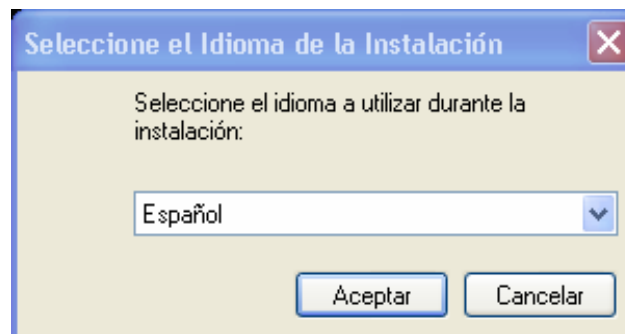 Seleccione el Idioma de la Instalación
Seleccione el idioma a utilizar durante la
instalación:
Español
Aceptar Cancelar